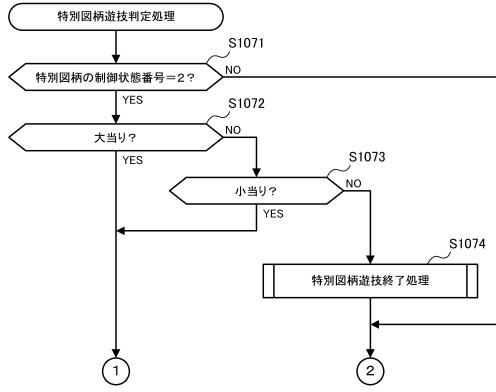 特別図柄遊技判定処理
S1071
特別図柄の制御状態番号=2?
NO
YES
S1072
大当り?
NO
YES
S1073
小当り?
NO
YES
S1074
特別図柄遊技終了処理
1
2